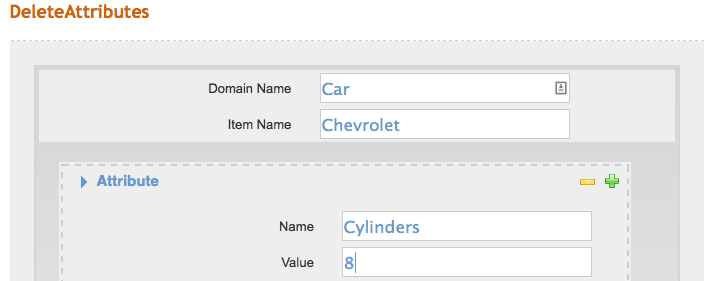 DeleteAttributes
Domain Name Car
Item Name Chevrolet
Attribute
Name Cylinders
Value 8